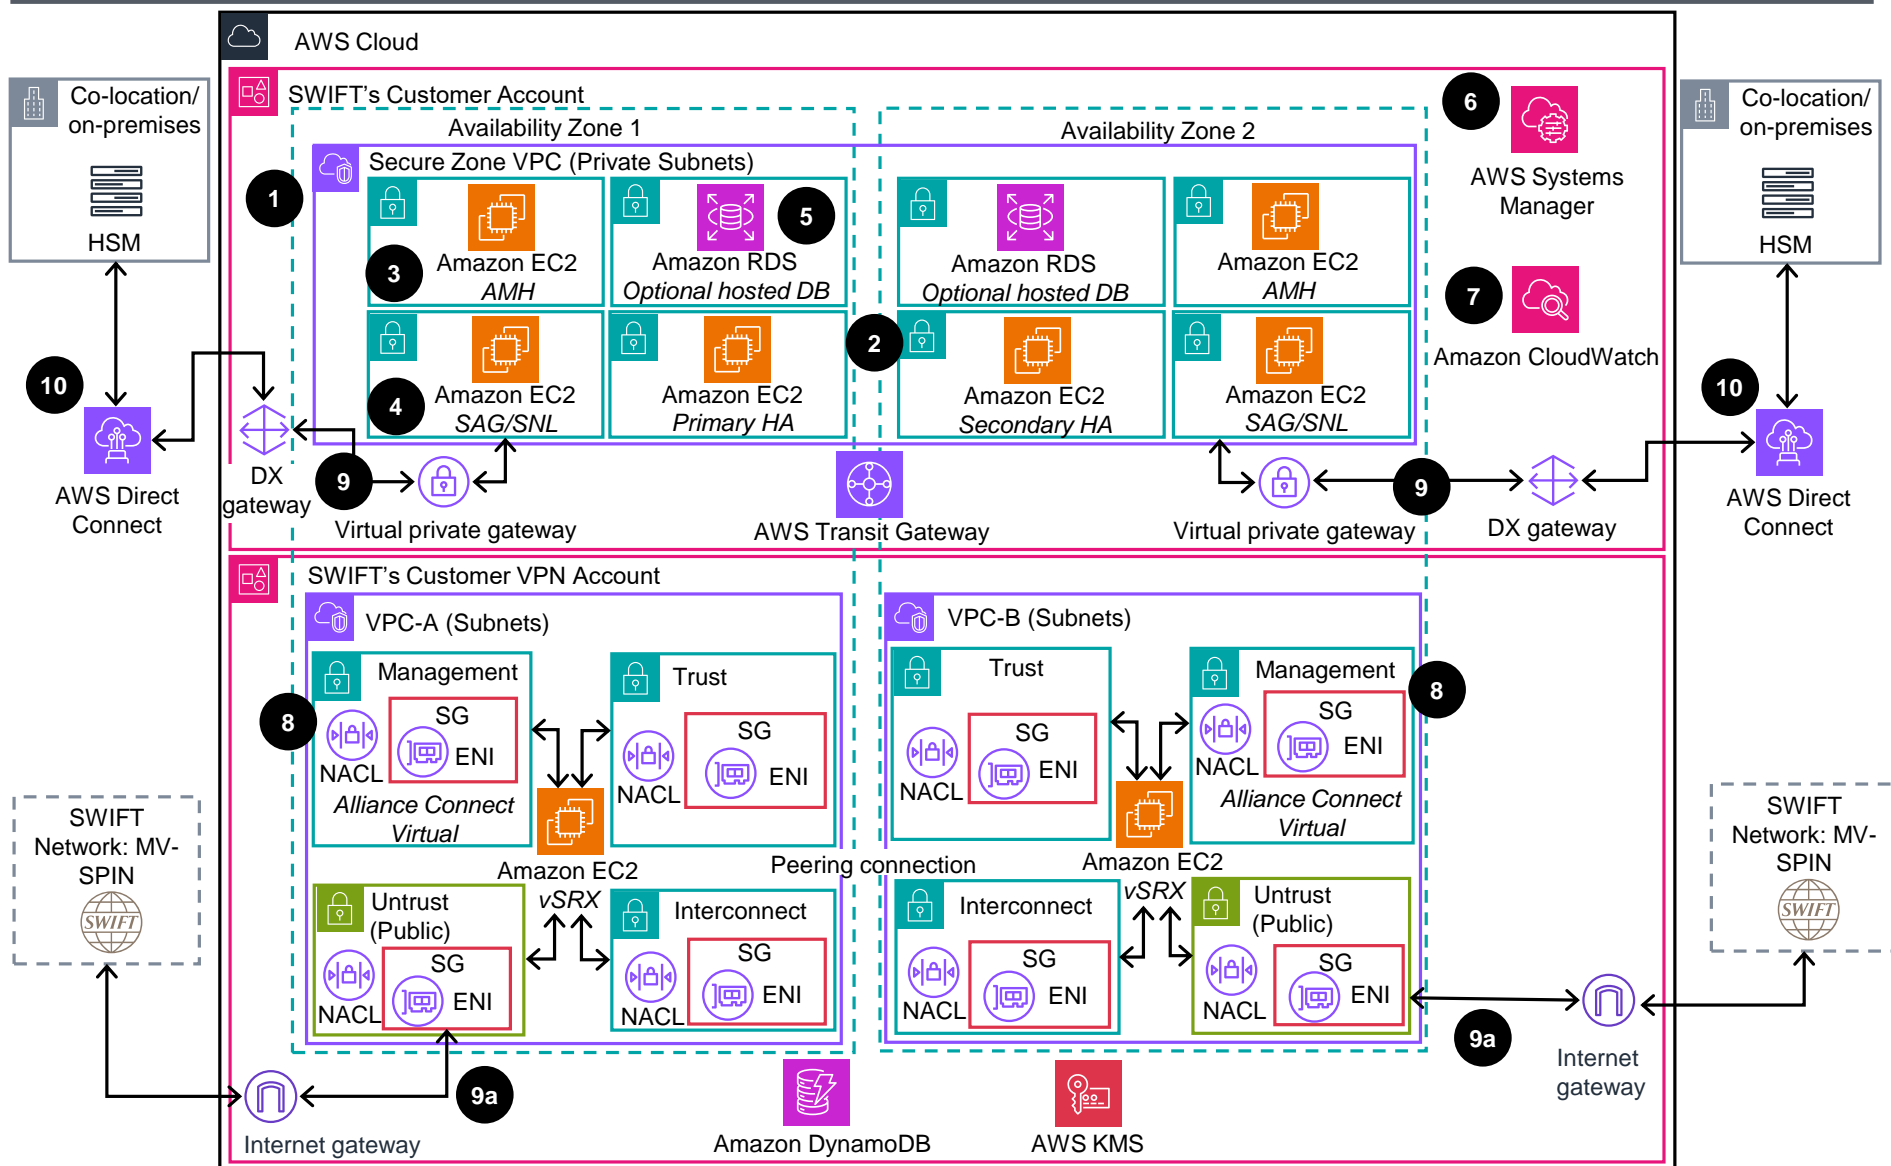 AWS Cloud
SWIFT's Customer Account
Co-location/
on-premises
HSM
Co-location/
on-premises
HSM
Availability Zone 1
Availability Zone 2
6
AWS Systems
Manager
7
Amazon CloudWatch
1
Secure Zone VPC (Private Subnets)
3
Amazon EC2
AMH
5
Amazon RDS
Optional hosted DB
Amazon RDS
Optional hosted DB
Amazon EC2
AMH
4
Amazon EC2
SAG/SNL
Amazon EC2
Primary HA
2
Amazon EC2
Secondary HA
Amazon EC2
SAG/SNL
10
AWS Direct
Connect
DX
gateway
9
Virtual private gateway
AWS Transit Gateway
Virtual private gateway
9
DX gateway
10
AWS Direct
Connect
SWIFT's Customer VPN Account
VPC-A (Subnets)
8
Management
SG
ENI
NACL
Alliance Connect
Virtual
Trust
SG
ENI
NACL
Amazon EC2
vSRX
Untrust
(Public)
SG
ENI
NACL
Interconnect
SG
ENI
NACL
Peering connection
VPC-B (Subnets)
Trust
SG
ENI
NACL
Management
8
SG
ENI
NACL
Alliance Connect
Virtual
Amazon EC2
vSRX
Interconnect
SG
ENI
NACL
Untrust
(Public)
SG
ENI
NACL
SWIFT
Network: MV-
SPIN
SWIFT
SWIFT
Network: MV-
SPIN
SWIFT
9a
Internet gateway
9a
Internet
gateway
Amazon DynamoDB
AWS KMS